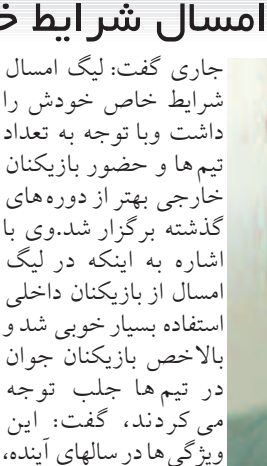 امسال شرایط
جاری گفت: لیگ امسال
شرایط خاص خودش را
داشت وبا توجه به تعداد
تیم‌ها و حضور بازیکنان
خارجی بهتر از دوره‌های
گذشته برگزار شد.وی با
اشاره به اینکه در لیگ
امسال از بازیکنان داخلی
استفاده بسیار خوبی شد و
بالاخص بازیکنان جوان
در تیم‌ها جلب توجه
می‌کردند، گفت: این
ویژگی‌ها در سالهای آینده،